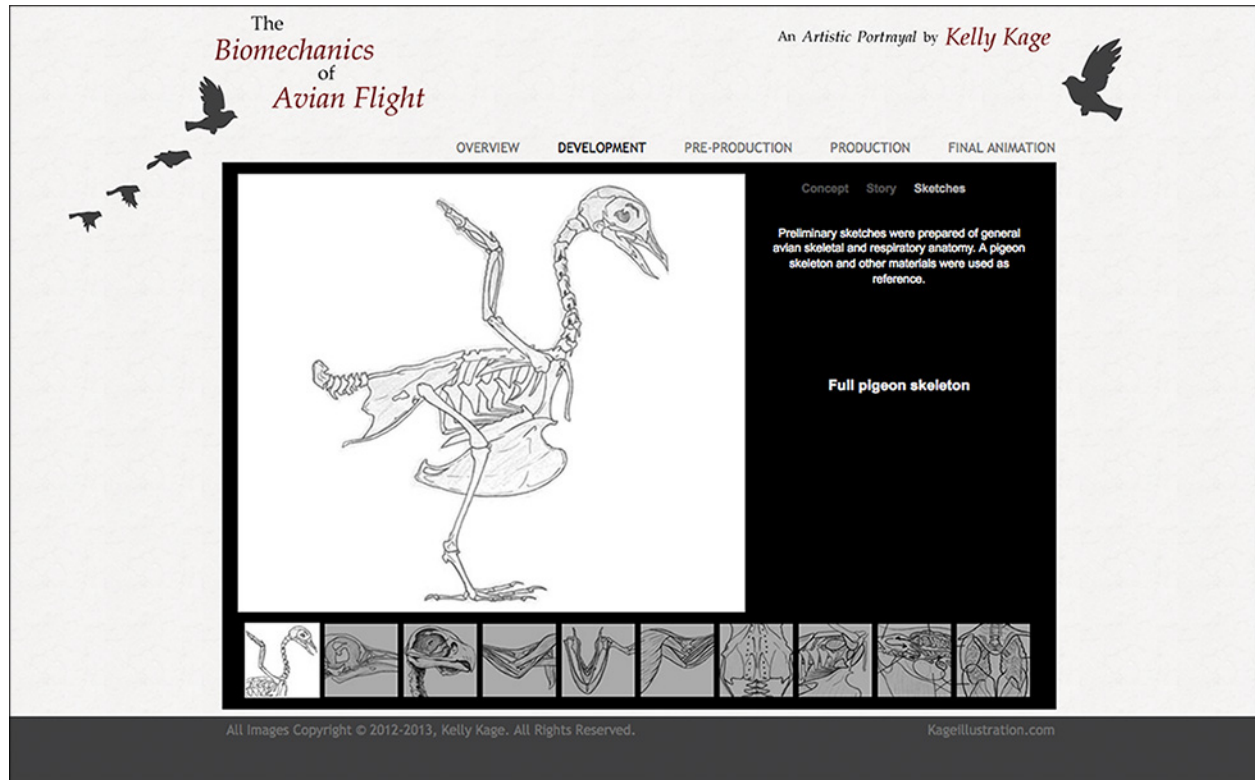 The
Biomechanics
of
Avian Flight
An Artistic Portrayal by Kelly Kage
OVERVIEW DEVELOPMENT PRE-PRODUCTION PRODUCTION FINAL ANIMATION
Concept Story Sketches
Preliminary sketches were prepared of general
avian skeletal and respiratory anatomy. A pigeon
skeleton and other materials were used as
reference.
Full pigeon skeleton
All Images Copyright © 2012-2013, Kelly Kage. All Rights Reserved.
Kageillustration.com